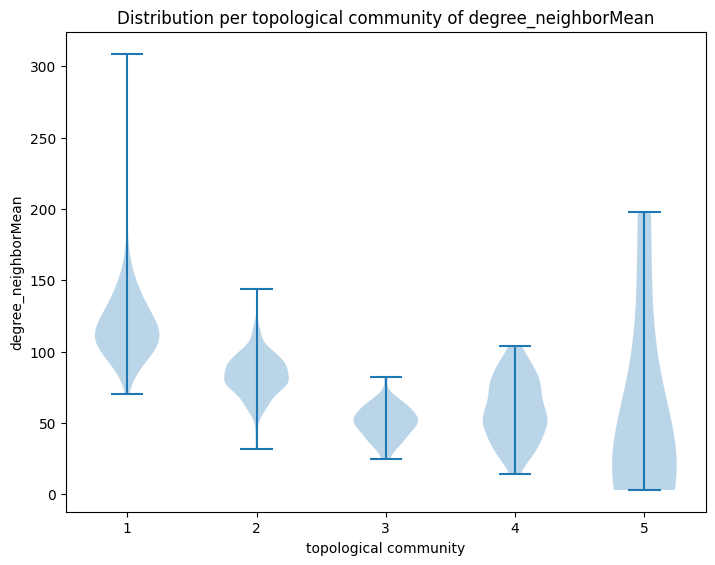 Distribution per topological community of degree_neighborMean
degree_neighborMean
300
250
200
150
100
50
0
1 2 3 4 5
topological community